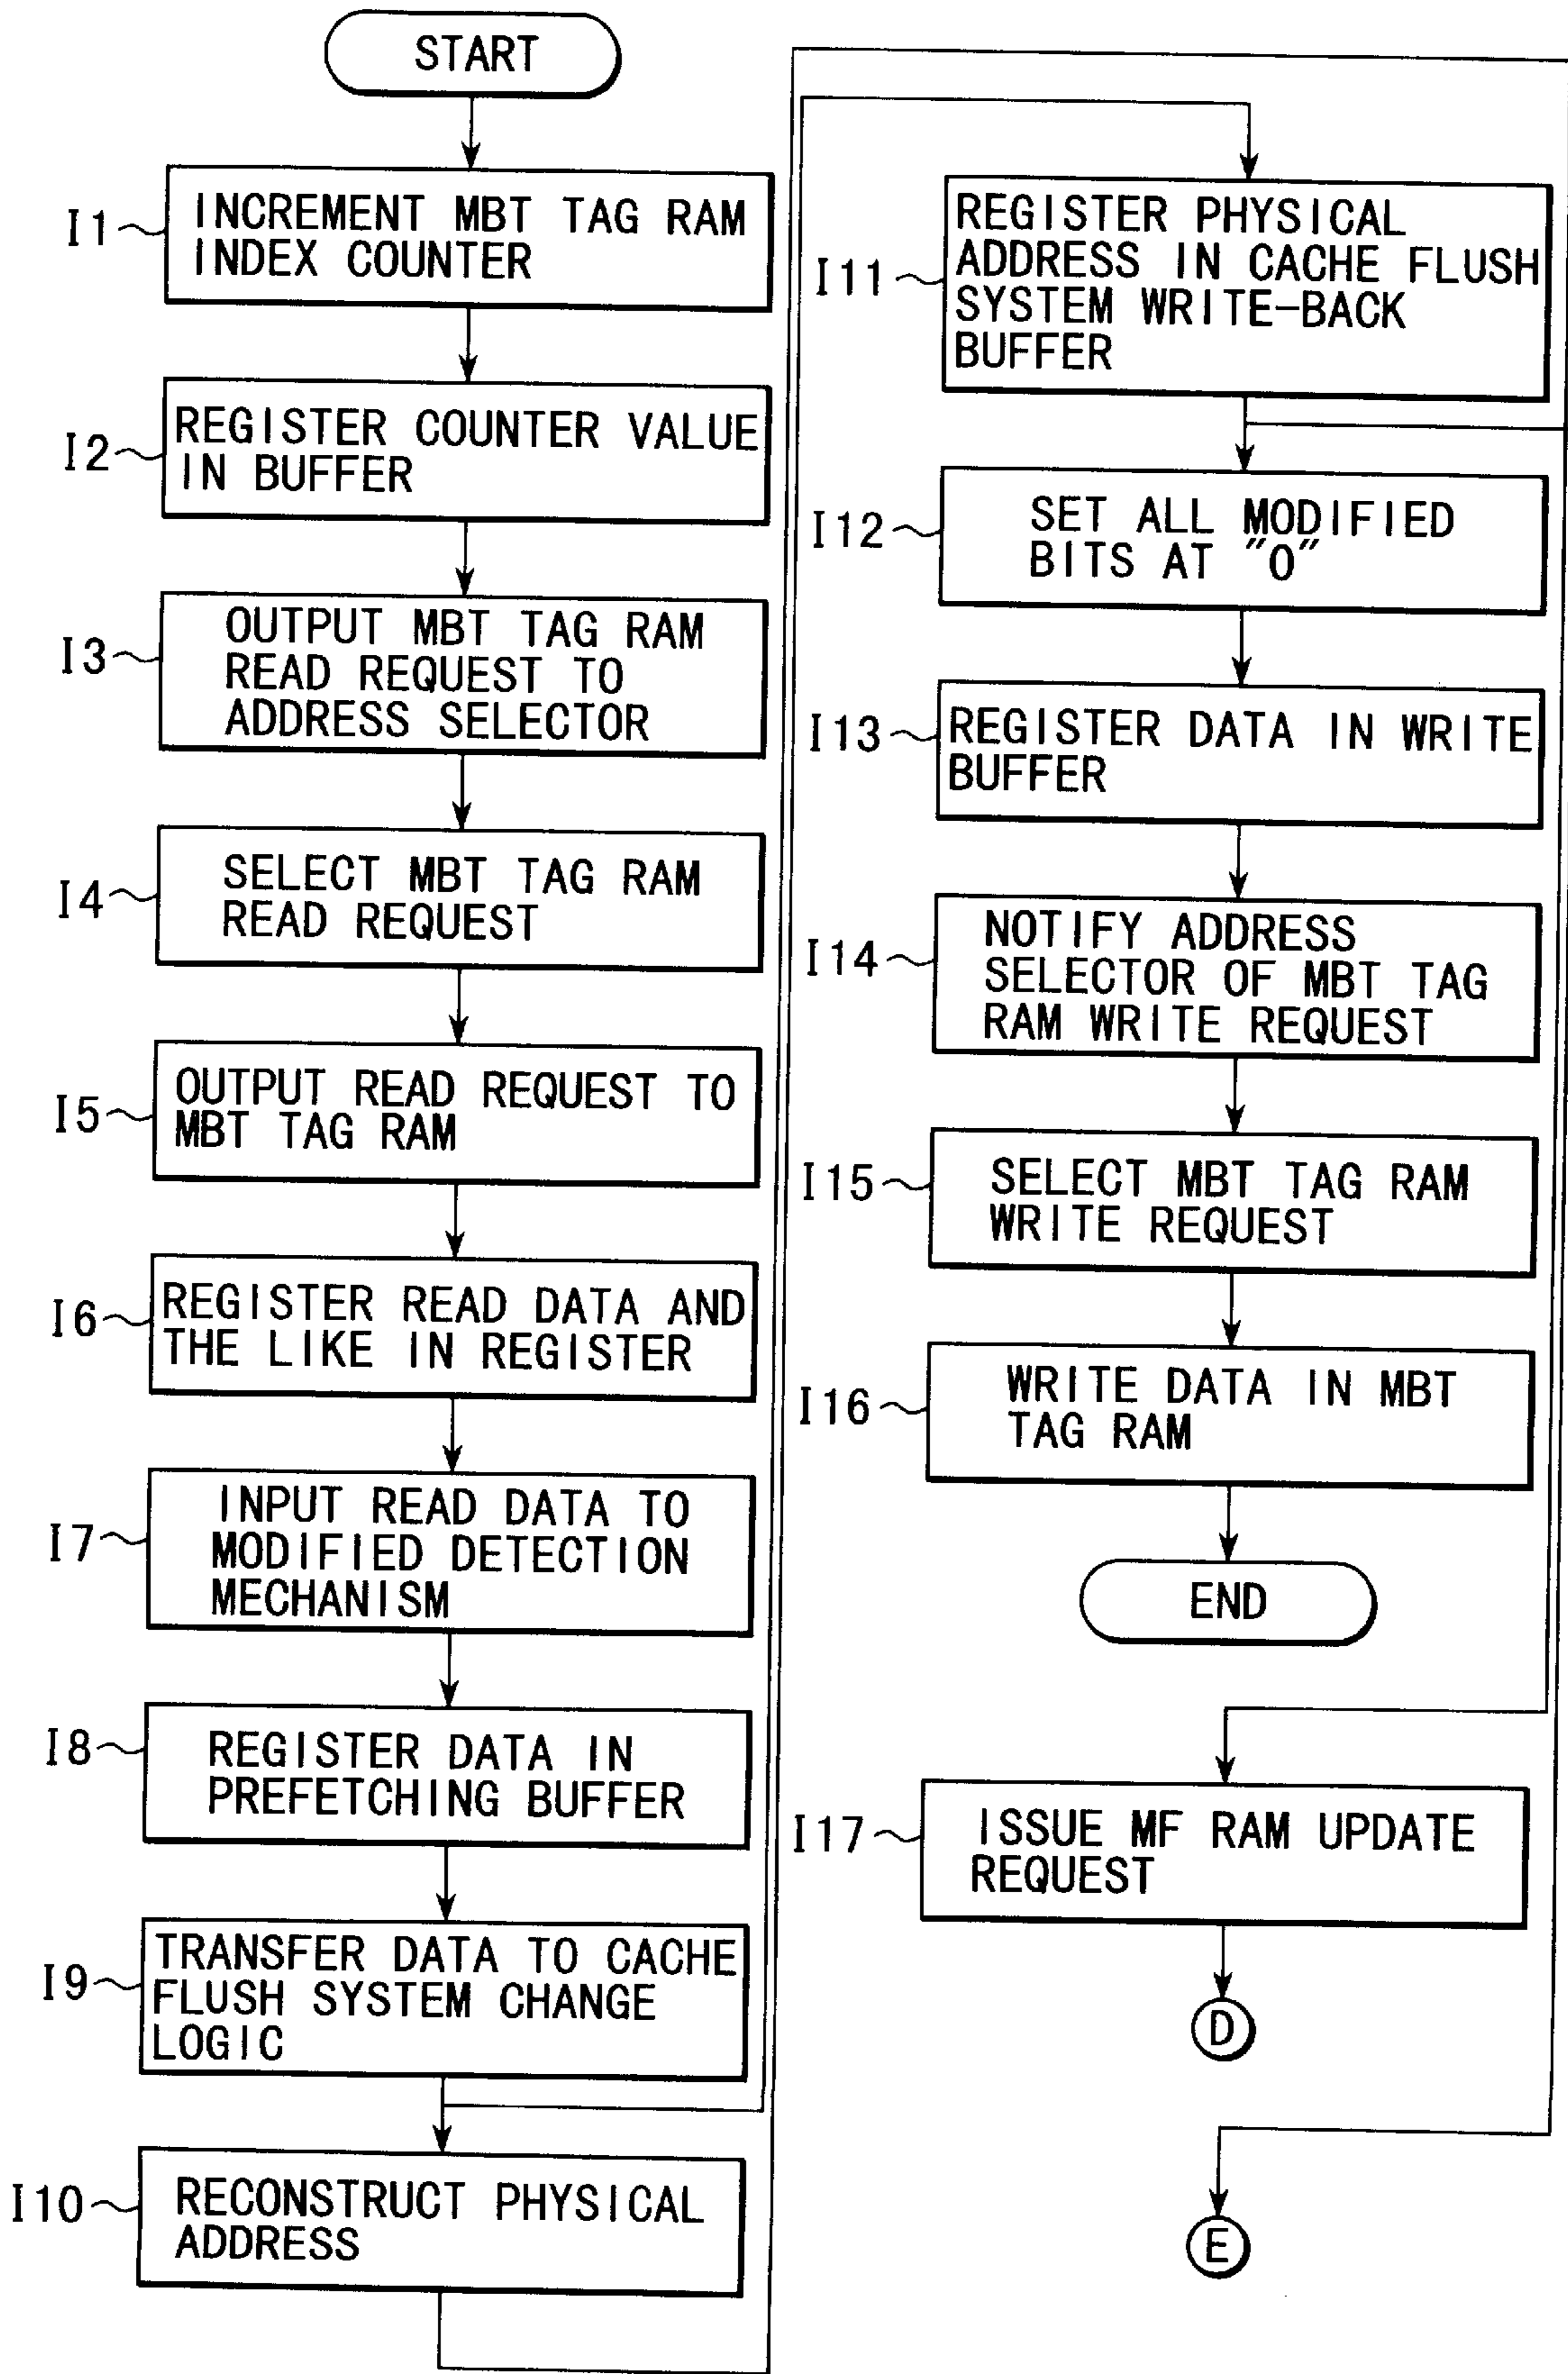 START
I1
INCREMENT MBT TAG RAM
INDEX COUNTER
I2
REGISTER COUNTER VALUE
IN BUFFER
I3
OUTPUT MBT TAG RAM
READ REQUEST TO
ADDRESS SELECTOR
I4
SELECT MBT TAG RAM
READ REQUEST
I5
OUTPUT READ REQUEST TO
MBT TAG RAM
I6
REGISTER READ DATA AND
THE LIKE IN REGISTER
I7
INPUT READ DATA TO
MODIFIED DETECTION
MECHANISM
I8
REGISTER DATA IN
PREFETCHING BUFFER
I9
TRANSFER DATA TO CACHE
FLUSH SYSTEM CHANGE
LOGIC
I10
RECONSTRUCT PHYSICAL
ADDRESS
I11
REGISTER PHYSICAL
ADDRESS IN CACHE FLUSH
SYSTEM WRITE-BACK
BUFFER
I12
SET ALL MODIFIED
BITS AT "0"
I13
REGISTER DATA IN WRITE
BUFFER
I14
NOTIFY ADDRESS
SELECTOR OF MBT TAG
RAM WRITE REQUEST
I15
SELECT MBT TAG RAM
WRITE REQUEST
I16
WRITE DATA IN MBT
TAG RAM
END
I17
ISSUE MF RAM UPDATE
REQUEST
D
E